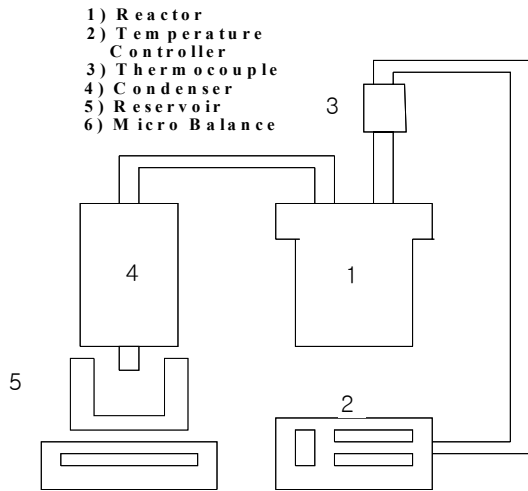 1) Reactor
2) Temperature
Controller
3) Thermocouple
4) Condenser
5) Reservoir
6) Micro Balance
3
4
1
5
2